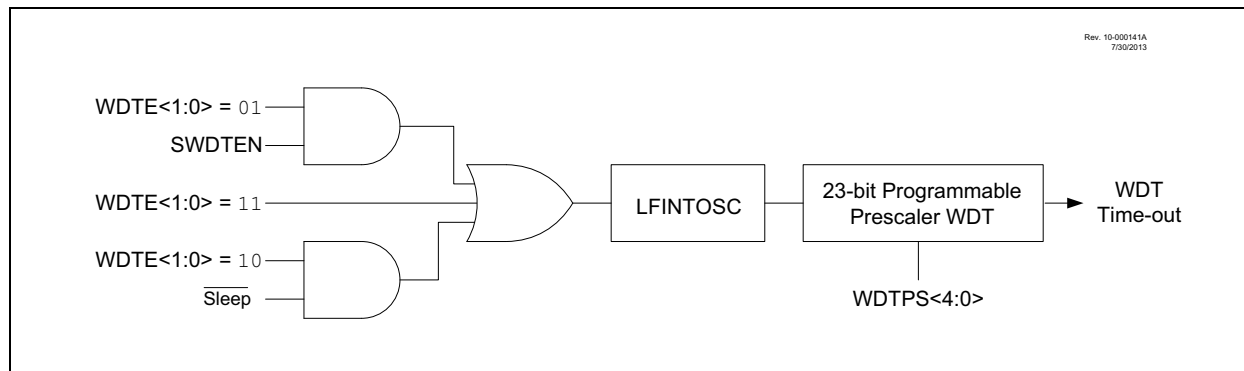 Rev. 10-000141A
7/30/2013
WDTE<1:0> = 01
SWDTEN
WDTE<1:0> = 11
WDTE<1:0> = 10
Sleep
LFINTOSC
23-bit Programmable
Prescaler WDT
WDT
Time-out
WDTPS<4:0>